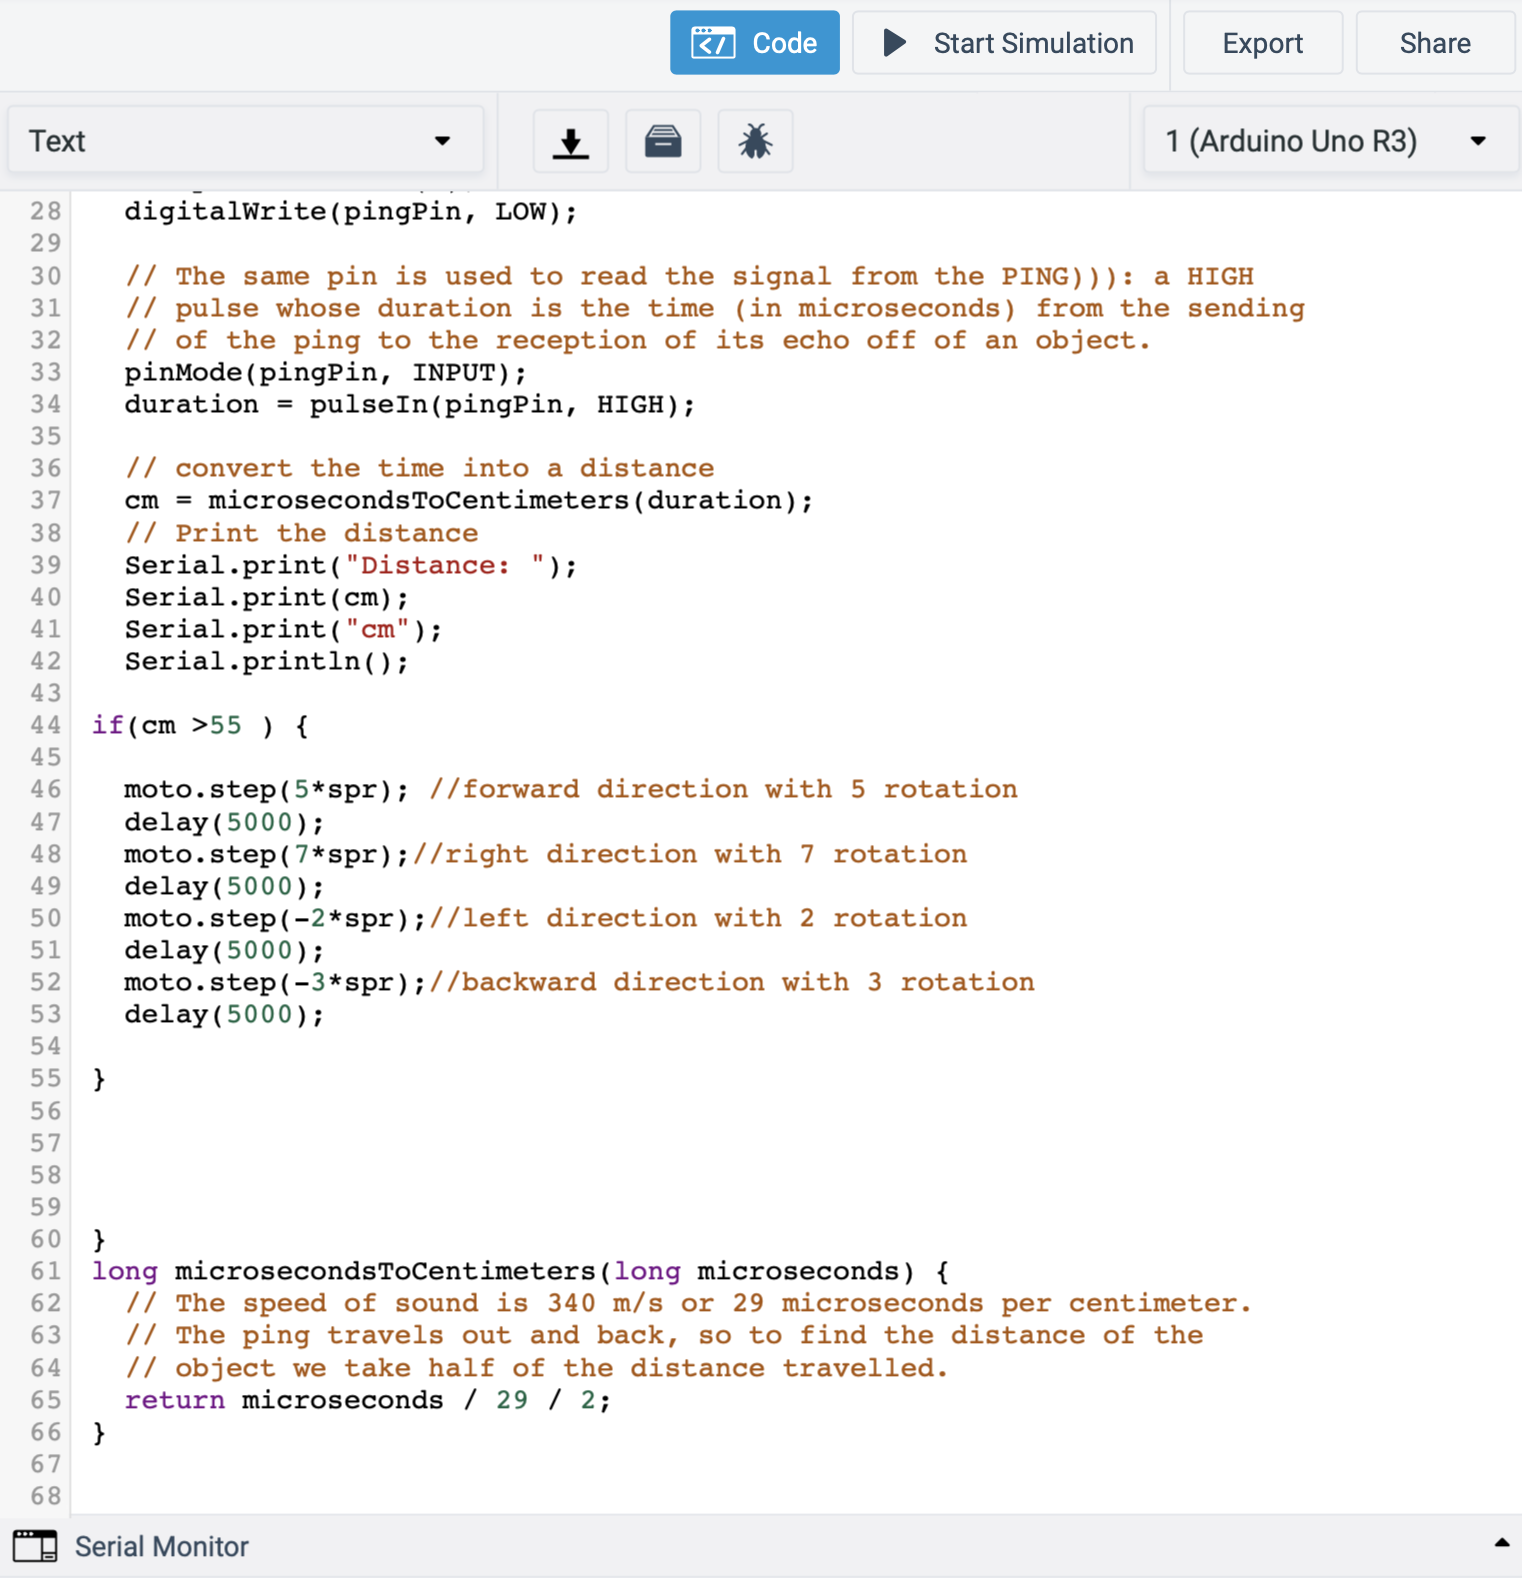 Code
Start Simulation
Export
Share
Text
1 (Arduino Uno R3)
28 digitalWrite(pingPin, LOW);
29
30 // The same pin is used to read the signal from the PING))): a HIGH
31 // pulse whose duration is the time (in microseconds) from the sending
32 // of the ping to the reception of its echo off of an object.
33 pinMode(pingPin, INPUT);
34 duration = pulseIn(pingPin, HIGH);
35
36 // convert the time into a distance
37 cm = microsecondsToCentimeters(duration);
38 // Print the distance
39 Serial.print("Distance: ");
40 Serial.print(cm);
41 Serial.print("cm");
42 Serial.println();
43
44 if(cm >55 ) {
45
46 moto.step(5*spr); //forward direction with 5 rotation
47 delay(5000);
48 moto.step(7*spr);//right direction with 7 rotation
49 delay(5000);
50 moto.step(-2*spr);//left direction with 2 rotation
51 delay(5000);
52 moto.step(-3*spr);//backward direction with 3 rotation
53 delay(5000);
54
55 }
56
57
58
59
60 }
61 long microsecondsToCentimeters(long microseconds) {
62 // The speed of sound is 340 m/s or 29 microseconds per centimeter.
63 // The ping travels out and back, so to find the distance of the
64 // object we take half of the distance travelled.
65 return microseconds / 29 / 2;
66 }
67
68
Serial Monitor